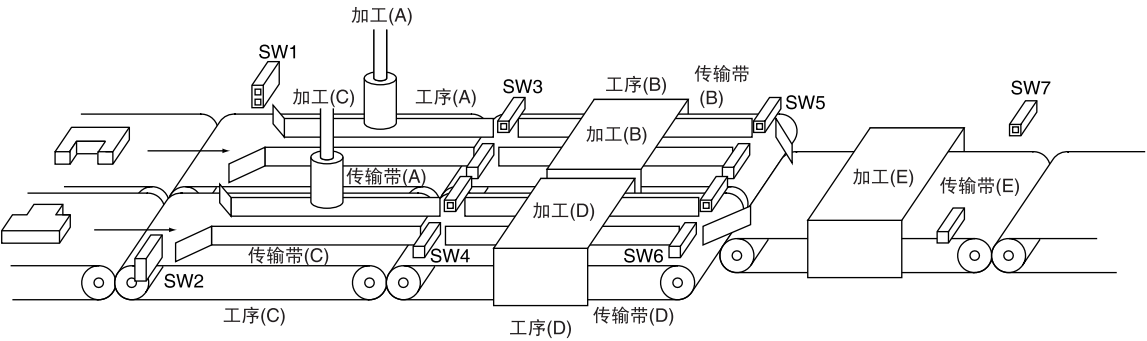 加工(A)
SW1
加工(C)
工序(A)
SW3
工序(B)
传输带
(B)
SW5
SW7
加工(B)
传输带(A)
加工(E)
传输带(E)
加工(D)
传输带(C)
SW4
SW6
SW2
工序(C)
工序(D)
传输带(D)